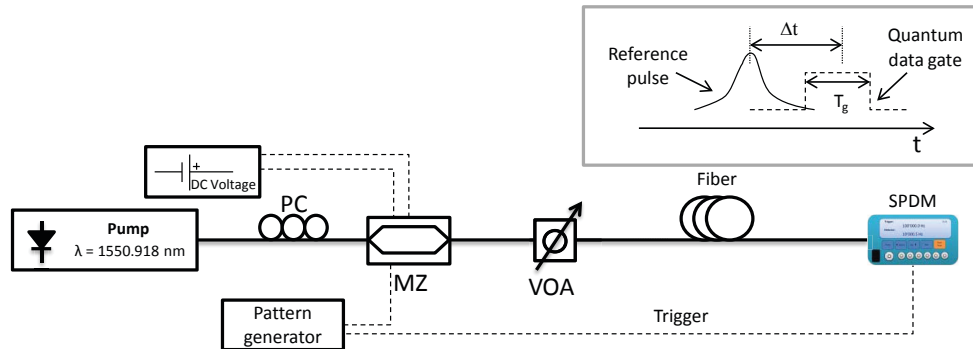 Δt
Reference
pulse
Quantum
data gate
Tg
t
+
DC Voltage
PC
Fiber
SPDM
Pump
λ = 1550.918 nm
MZ
VOA
Pattern
generator
Trigger